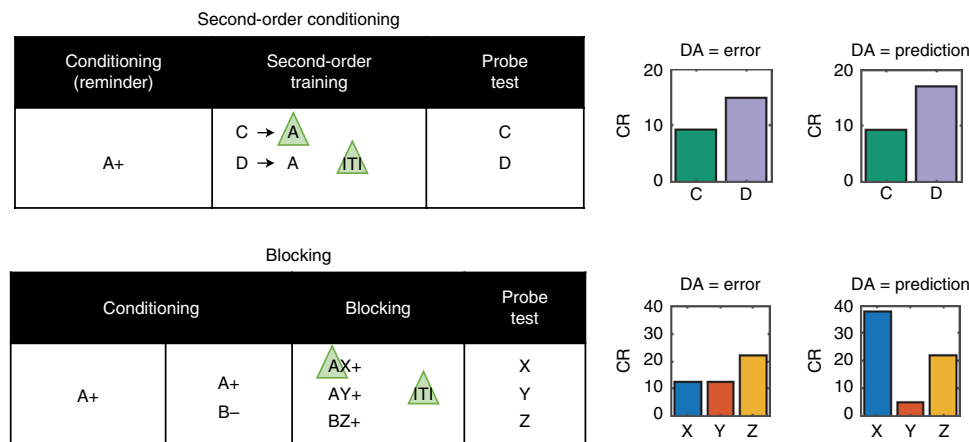 Second-order conditioning
Conditioning
(reminder)
Second-order
training
Probe
test
A+
C → A
D → A ITI
C
D
DA = error
CR
20
10
0
C D
DA = prediction
CR
20
10
0
C D
Blocking
Conditioning
Blocking
Probe
test
A+
A+
B–
AX+
AY+ ITI
BZ+
X
Y
Z
DA = error
CR
40
30
20
10
0
X Y Z
DA = prediction
CR
40
30
20
10
0
X Y Z